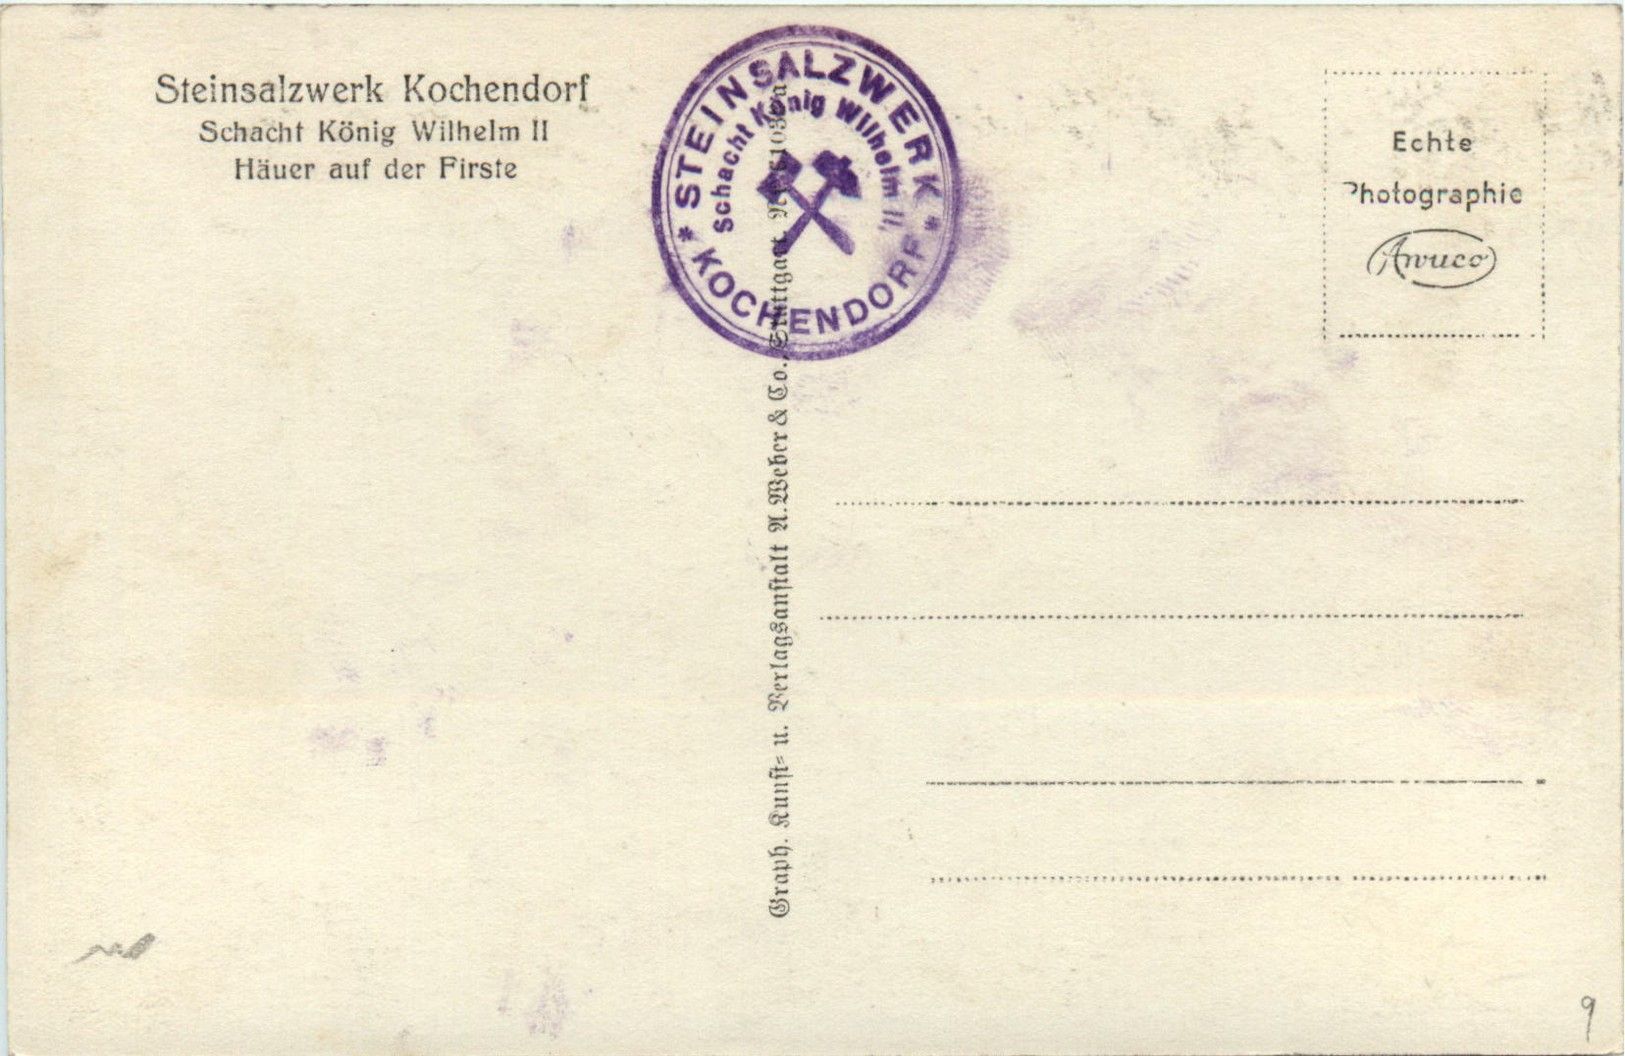 Steinsalzwerk Kochendorf
Schacht König Wilhelm II
Häuer auf der Firste
STEINSALZWERK
Schacht König Wilhelm II.
* KOCHENDORF *
Graph. Kunst- u. Verlagsanstalt A. Weber & Co., Stuttgart
Echte
Photographie
Awuco
9